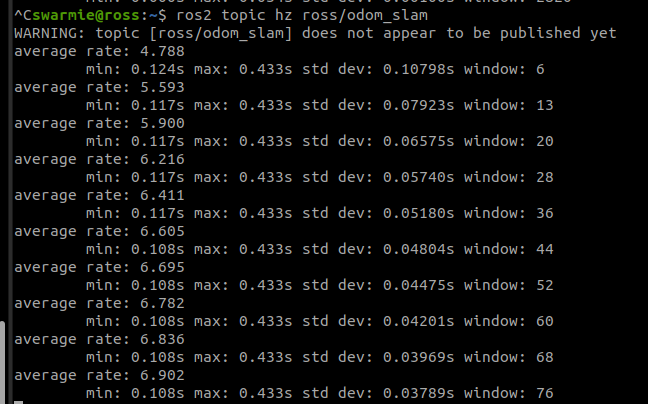 ^Cswarmie@ross:~$ ros2 topic hz ross/odom_slam
WARNING: topic [ross/odom_slam] does not appear to be published yet
average rate: 4.788
min: 0.124s max: 0.433s std dev: 0.10798s window: 6
average rate: 5.593
min: 0.117s max: 0.433s std dev: 0.07923s window: 13
average rate: 5.900
min: 0.117s max: 0.433s std dev: 0.06575s window: 20
average rate: 6.216
min: 0.117s max: 0.433s std dev: 0.05740s window: 28
average rate: 6.411
min: 0.117s max: 0.433s std dev: 0.05180s window: 36
average rate: 6.605
min: 0.108s max: 0.433s std dev: 0.04804s window: 44
average rate: 6.695
min: 0.108s max: 0.433s std dev: 0.04475s window: 52
average rate: 6.782
min: 0.108s max: 0.433s std dev: 0.04201s window: 60
average rate: 6.836
min: 0.108s max: 0.433s std dev: 0.03969s window: 68
average rate: 6.902
min: 0.108s max: 0.433s std dev: 0.03789s window: 76